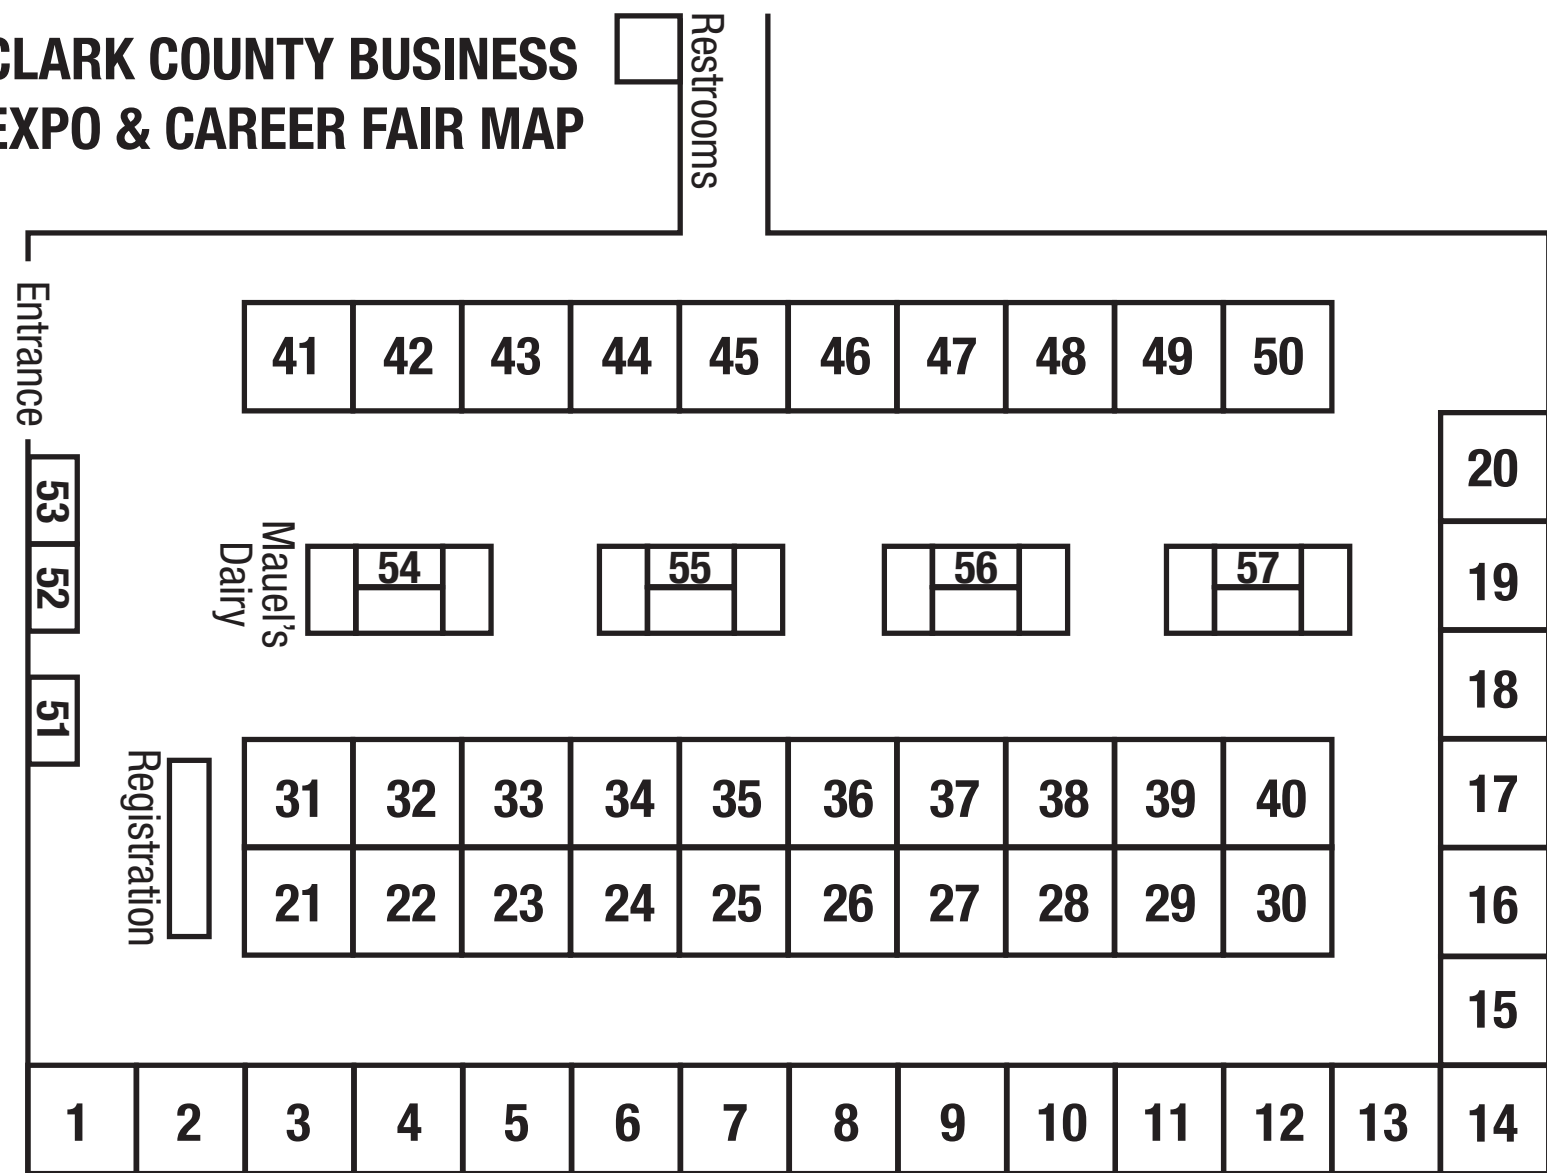 CLARK COUNTY BUSINESS
EXPO & CAREER FAIR MAP
Restrooms
Entrance
41 42 43 44 45 46 47 48 49 50
20
53
52
51
Mauel's
Dairy
54 55 56 57
19
18
Registration
31 32 33 34 35 36 37 38 39 40
17
21 22 23 24 25 26 27 28 29 30
16
15
1 2 3 4 5 6 7 8 9 10 11 12 13 14